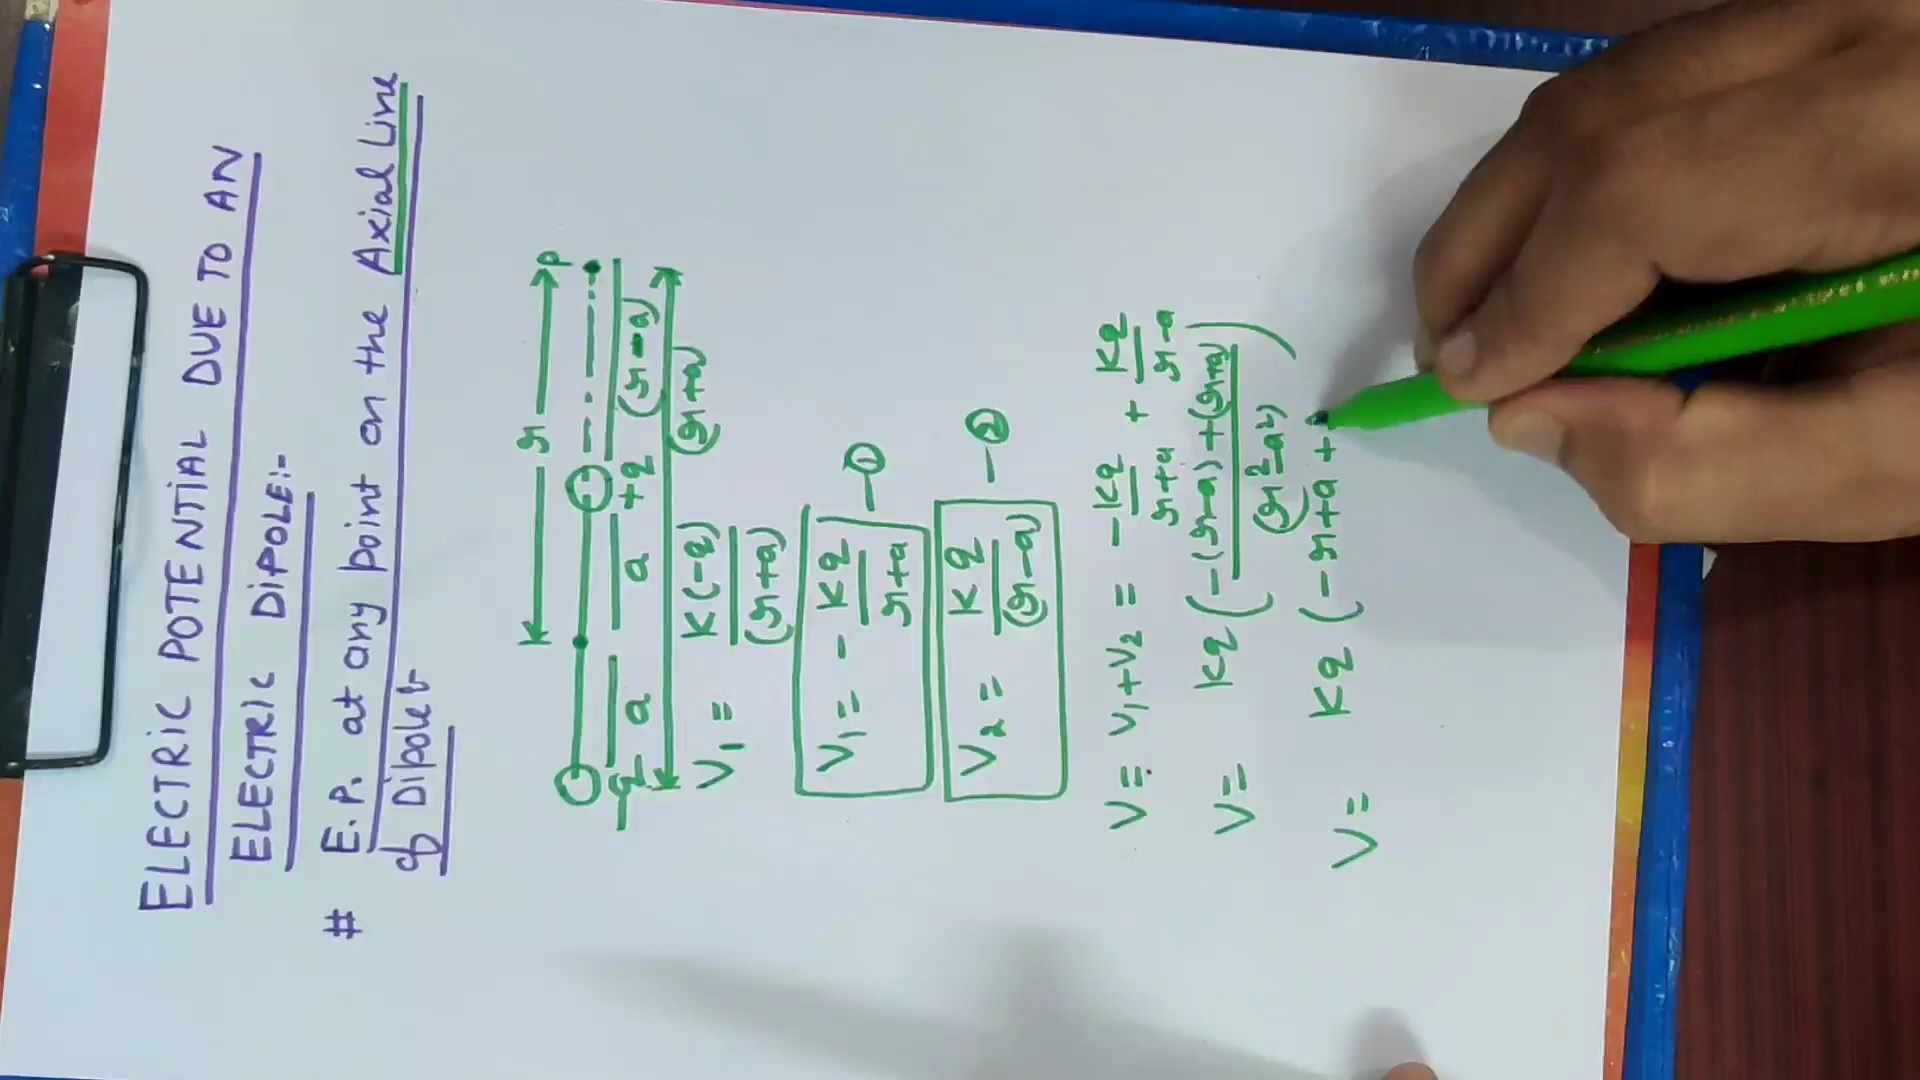 ELECTRIC POTENTIAL DUE TO AN
ELECTRIC DIPOLE:-
# E.P. at any point on the Axial Line
of Dipole:-
r P
-q a a +q (r-a)
(r+a)
V₁ = K(-q)/(r+a)
V₁ = - Kq/r+a —①
V₂ = Kq/(r-a) —②
V = V₁+V₂ = -Kq/r+a + Kq/r-a
V = Kq (-(r-a)+(r+a)/(r²-a²))
V = Kq (-r+a+